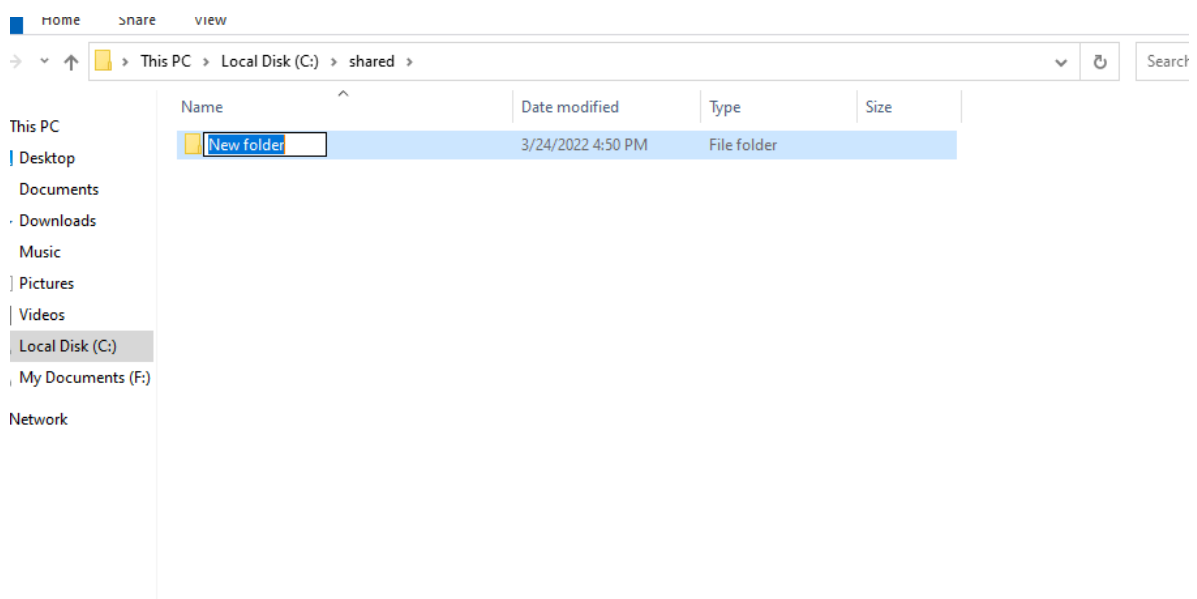 Home Share View
This PC Local Disk (C:) shared Search
Name Date modified Type Size
New folder 3/24/2022 4:50 PM File folder
This PC
Desktop
Documents
Downloads
Music
Pictures
Videos
Local Disk (C:)
My Documents (F:)
Network